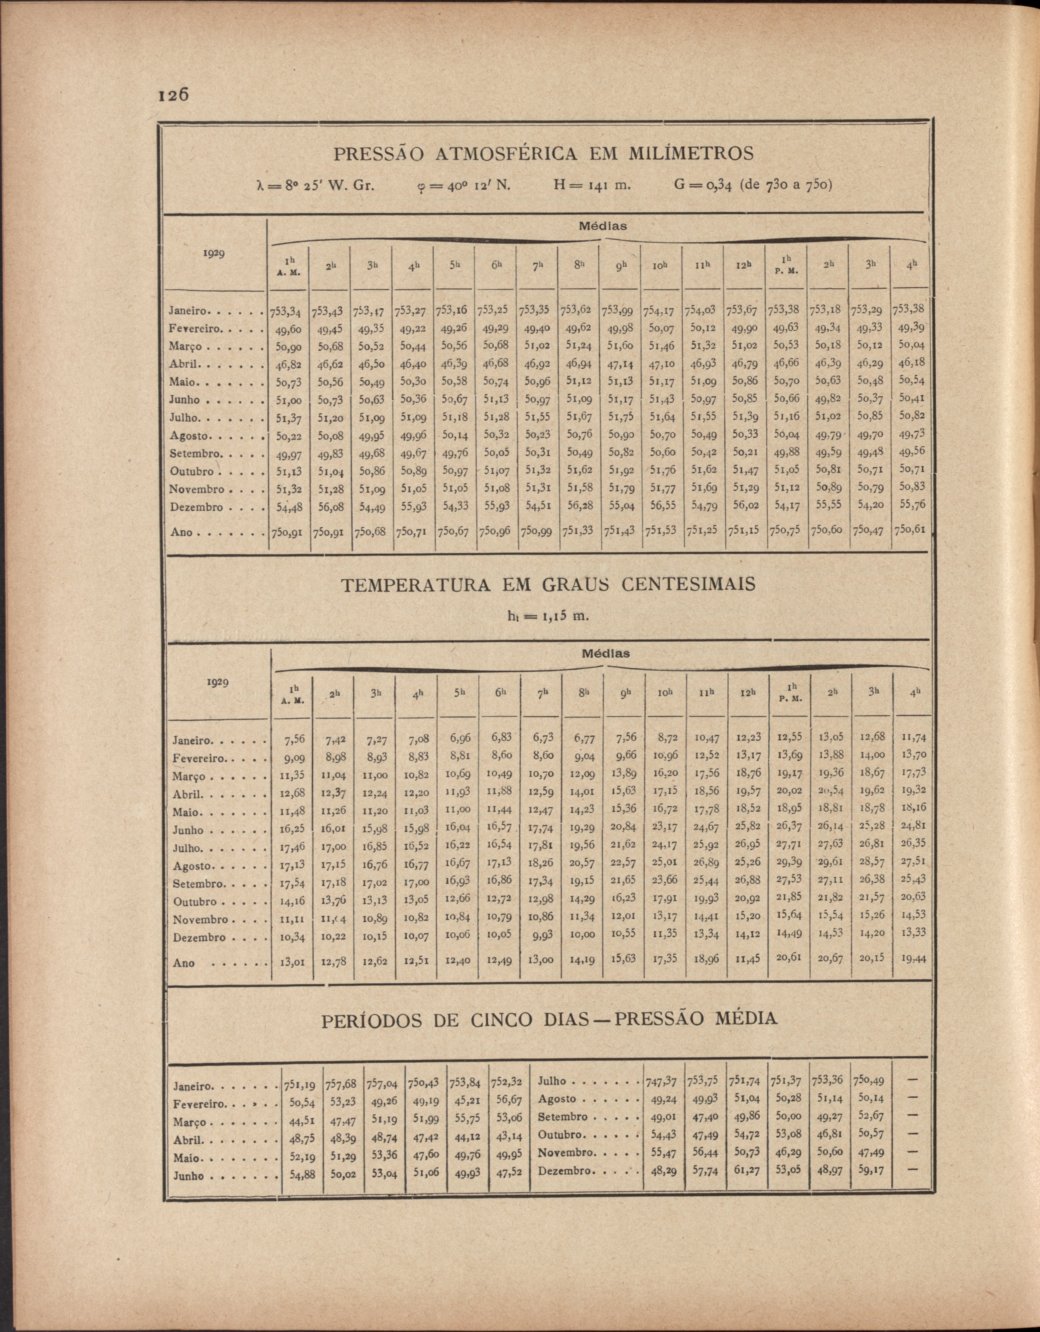 126
PRESSÃO ATMOSFÉRICA EM MILÍMETROS
λ = 8º 25′ W. Gr. φ = 40º 12′ N. H = 141 m. G = 0,34 (de 730 a 750)
Médias
1929 1h A. M. 2h 3h 4h 5h 6h 7h 8h 9h 10h 11h 12h 1h P. M. 2h 3h 4h
Janeiro. . . . . . 753,34 753,43 753,47 753,27 753,16 753,25 753,35 753,62 753,99 754,17 754,03 753,67 753,38 753,18 753,29 753,38
Fevereiro. . . . . 49,60 49,45 49,35 49,22 49,26 49,29 49,40 49,62 49,98 50,07 50,12 49,90 49,63 49,34 49,33 49,39
Março . . . . . . 50,90 50,68 50,52 50,44 50,56 50,68 51,02 51,24 51,60 51,46 51,32 51,02 50,53 50,18 50,12 50,04
Abril. . . . . . . 46,82 46,62 46,50 46,40 46,39 46,68 46,92 46,94 47,14 47,10 46,93 46,79 46,66 46,39 46,29 46,18
Maio. . . . . . . 50,73 50,56 50,49 50,30 50,58 50,74 50,96 51,12 51,13 51,17 51,09 50,86 50,70 50,63 50,48 50,54
Junho . . . . . . 51,00 50,73 50,63 50,36 50,67 51,13 50,97 51,09 51,17 51,43 50,97 50,85 50,66 49,82 50,37 50,41
Julho. . . . . . . 51,37 51,20 51,09 51,09 51,18 51,28 51,55 51,67 51,75 51,64 51,55 51,39 51,16 51,02 50,85 50,82
Agosto. . . . . . 50,22 50,08 49,95 49,96 50,14 50,32 50,23 50,76 50,90 50,70 50,49 50,33 50,04 49,79 49,70 49,73
Setembro. . . . . 49,97 49,83 49,68 49,67 49,76 50,05 50,31 50,49 50,82 50,60 50,42 50,21 49,88 49,59 49,48 49,56
Outubro . . . . . 51,13 51,04 50,86 50,89 50,97 51,07 51,32 51,62 51,92 51,76 51,62 51,47 51,05 50,81 50,71 50,71
Novembro . . . . 51,32 51,28 51,09 51,05 51,05 51,08 51,31 51,58 51,79 51,77 51,69 51,29 51,12 50,89 50,79 50,83
Dezembro . . . . 54,48 56,08 54,49 55,93 54,33 55,93 54,51 56,28 55,04 56,55 54,79 56,02 54,17 55,55 54,20 55,76
Ano . . . . . . . 750,91 750,91 750,68 750,71 750,67 750,96 750,99 751,33 751,43 751,53 751,25 751,15 750,75 750,60 750,47 750,61
TEMPERATURA EM GRAUS CENTESIMAIS
ht = 1,15 m.
Médias
1929 1h A. M. 2h 3h 4h 5h 6h 7h 8h 9h 10h 11h 12h 1h P. M. 2h 3h 4h
Janeiro. . . . . . 7,56 7,42 7,27 7,08 6,96 6,83 6,73 6,77 7,56 8,72 10,47 12,23 12,55 13,05 12,68 11,74
Fevereiro. . . . . 9,09 8,98 8,93 8,83 8,81 8,60 8,60 9,04 9,66 10,96 12,52 13,17 13,69 13,88 14,00 13,70
Março . . . . . . 11,35 11,04 11,00 10,82 10,69 10,49 10,70 12,09 13,89 16,20 17,56 18,76 19,17 19,36 18,67 17,73
Abril. . . . . . . 12,68 12,37 12,24 12,20 11,93 11,88 12,59 14,01 15,63 17,15 18,56 19,57 20,02 20,54 19,62 19,32
Maio. . . . . . . 11,48 11,26 11,20 11,03 11,00 11,44 12,47 14,23 15,36 16,72 17,78 18,52 18,95 18,81 18,78 18,16
Junho . . . . . . 16,25 16,01 15,98 15,98 16,04 16,57 17,74 19,29 20,84 23,17 24,67 25,82 26,37 26,14 25,28 24,81
Julho. . . . . . . 17,46 17,00 16,85 16,52 16,22 16,54 17,81 19,56 21,62 24,17 25,92 26,95 27,71 27,63 26,81 26,35
Agosto. . . . . . 17,13 17,15 16,76 16,77 16,67 17,13 18,26 20,57 22,57 25,01 26,89 25,26 29,39 29,61 28,57 27,51
Setembro. . . . . 17,54 17,18 17,02 17,00 16,93 16,86 17,34 19,15 21,65 23,66 25,44 26,88 27,53 27,11 26,38 25,43
Outubro . . . . . 14,16 13,76 13,13 13,05 12,66 12,72 12,98 14,29 16,23 17,91 19,93 20,92 21,85 21,82 21,57 20,63
Novembro . . . . 11,11 11,04 10,89 10,82 10,84 10,79 10,86 11,34 12,01 13,17 14,41 15,20 15,64 15,54 15,26 14,53
Dezembro . . . . 10,34 10,22 10,15 10,07 10,06 10,05 9,93 10,00 10,55 11,35 13,34 14,12 14,49 14,53 14,20 13,33
Ano . . . . . . 13,01 12,78 12,62 12,51 12,40 12,49 13,00 14,19 15,63 17,35 18,96 11,45 20,61 20,67 20,15 19,44
PERÍODOS DE CINCO DIAS — PRESSÃO MÉDIA
Janeiro. . . . . . . 751,19 757,68 757,04 750,43 753,84 752,32 Julho . . . . . . . 747,37 753,75 751,74 751,37 753,36 750,49 —
Fevereiro. . . . . . 50,54 53,23 49,26 49,19 45,21 56,67 Agosto . . . . . . 49,24 49,93 51,04 50,28 51,14 50,14 —
Março . . . . . . . 44,51 47,47 51,19 51,99 55,75 53,06 Setembro . . . . . 49,01 47,40 49,86 50,00 49,27 52,67 —
Abril. . . . . . . . 48,75 48,39 48,74 47,42 44,12 43,14 Outubro. . . . . . 54,43 47,49 54,72 53,08 46,81 50,57 —
Maio. . . . . . . . 52,19 51,29 53,36 47,60 49,76 49,95 Novembro. . . . . 55,47 56,44 50,73 46,29 50,60 47,49 —
Junho . . . . . . . 54,88 50,02 53,04 51,06 49,93 47,52 Dezembro. . . . . 48,29 57,74 61,27 53,05 48,97 59,17 —